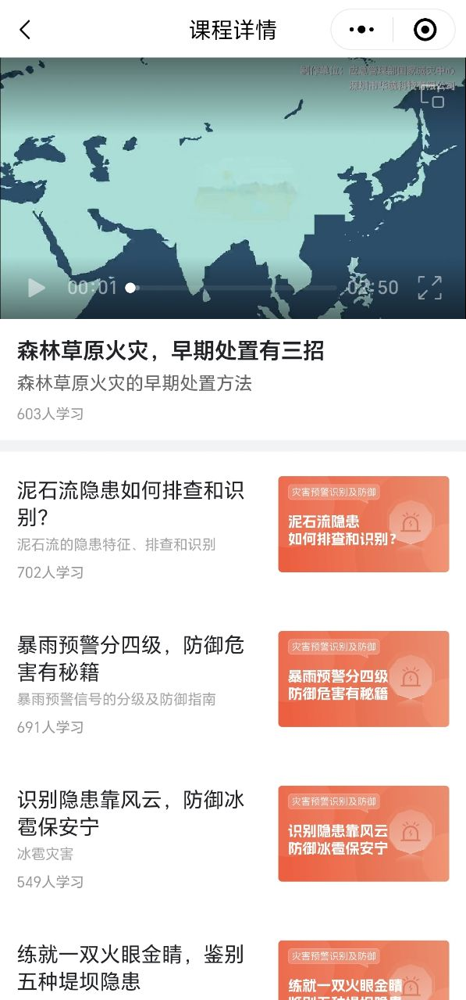 课程详情
制作单位：应急管理部国家减灾中心
00:01
02:50
森林草原火灾，早期处置有三招
森林草原火灾的早期处置方法
603人学习
泥石流隐患如何排查和识
别？
泥石流的隐患特征、排查和识别
702人学习
灾害预警识别及防御
泥石流隐患
如何排查和识别？
暴雨预警分四级，防御危
害有秘籍
暴雨预警信号的分级及防御指南
691人学习
灾害预警识别及防御
暴雨预警分四级
防御危害有秘籍
识别隐患靠风云，防御冰
雹保安宁
冰雹灾害
549人学习
灾害预警识别及防御
识别隐患靠风云
防御冰雹保安宁
练就一双火眼金睛，鉴别
五种堤坝隐患
灾害预警识别及防御
练就一双火眼金睛